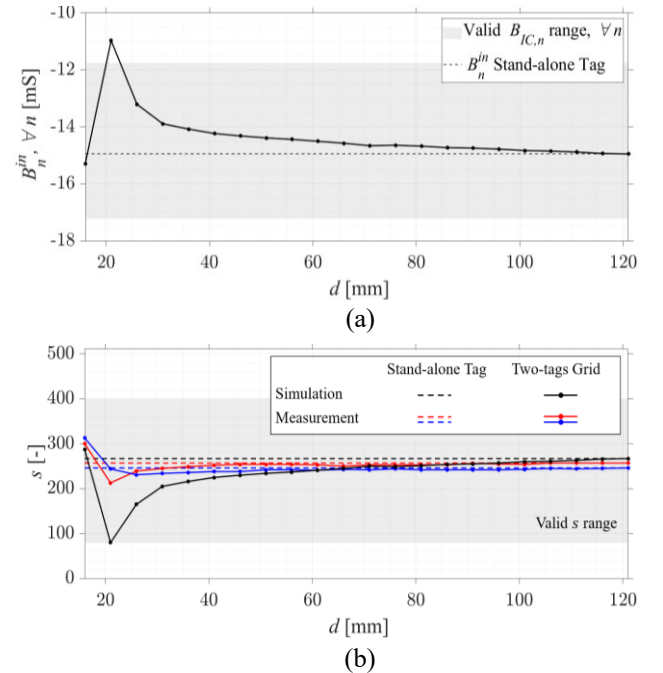 -10
-12
-14
-16
-18
B_n^{in}, ∀n [mS]
Valid B_{IC,n} range, ∀n
B_n^{in} Stand-alone Tag
20 40 60 80 100 120
d [mm]
(a)
500
400
300
200
100
0
s [-]
Stand-alone Tag Two-tags Grid
Simulation
Measurement
Valid s range
20 40 60 80 100 120
d [mm]
(b)